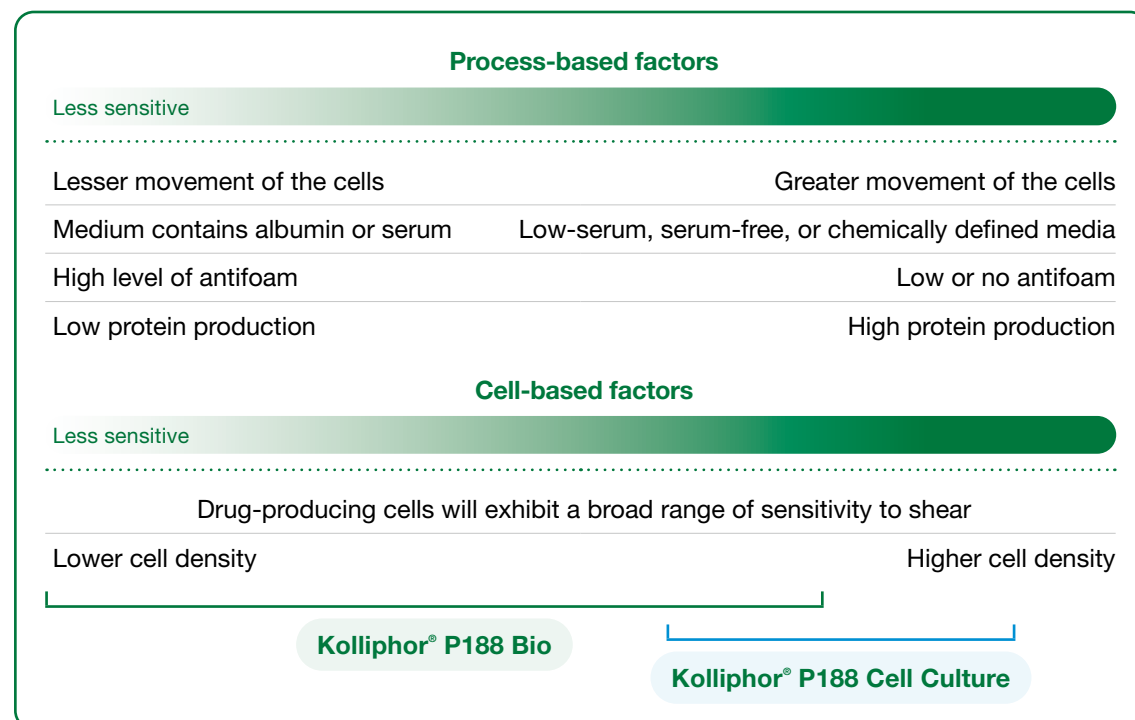 Process-based factors
Less sensitive
Lesser movement of the cells Greater movement of the cells
Medium contains albumin or serum Low-serum, serum-free, or chemically defined media
High level of antifoam Low or no antifoam
Low protein production High protein production
Cell-based factors
Less sensitive
Drug-producing cells will exhibit a broad range of sensitivity to shear
Lower cell density Higher cell density
Kolliphor® P188 Bio
Kolliphor® P188 Cell Culture